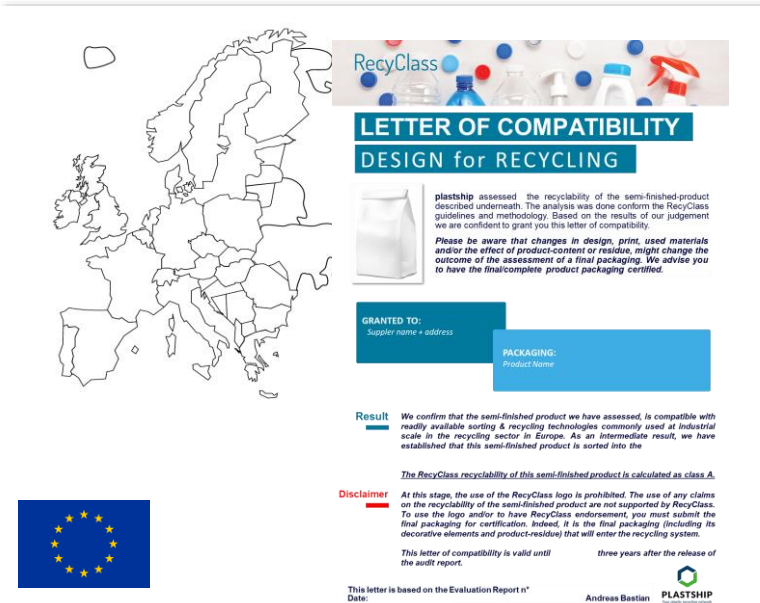 RecyClass
LETTER OF COMPATIBILITY
DESIGN for RECYCLING
plastship assessed the recyclability of the semi-finished-product
described underneath. The analysis was done conform the RecyClass
guidelines and methodology. Based on the results of our judgement
we are confident to grant you this letter of compatibility.
Please be aware that changes in design, print, used materials
and/or the effect of product-content or residue, might change the
outcome of the assessment of a final packaging. We advise you
to have the final/complete product packaging certified.
GRANTED TO:
Suppler name + address
PACKAGING:
Product Name
Result
We confirm that the semi-finished product we have assessed, is compatible with
readily available sorting & recycling technologies commonly used at industrial
scale in the recycling sector in Europe. As an intermediate result, we have
established that this semi-finished product is sorted into the
The RecyClass recyclability of this semi-finished product is calculated as class A.
Disclaimer
At this stage, the use of the RecyClass logo is prohibited. The use of any claims
on the recyclability of the semi-finished product are not supported by RecyClass.
To use the logo and/or to have RecyClass endorsement, you must submit the
final packaging for certification. Indeed, it is the final packaging (including its
decorative elements and product-residue) that will enter the recycling system.
This letter of compatibility is valid until three years after the release of
the audit report.
This letter is based on the Evaluation Report n°
Date:
Andreas Bastian
PLASTSHIP